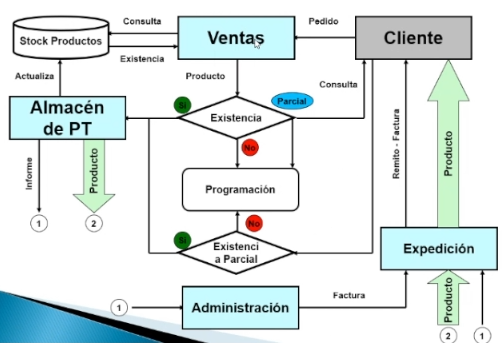 Consulta
Pedido
Stock Productos
Ventas
Cliente
Existencia
Actualiza
Producto
Consulta
Almacén
de PT
Si
Parcial
Existencia
No
Informe
Producto
Programación
Remito - Factura
Producto
1
2
No
Si
Existenci
a Parcial
Expedición
1
Administración
Factura
Producto
2
1